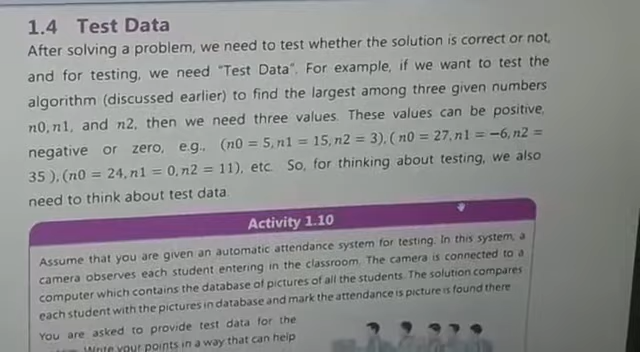 1.4 Test Data
After solving a problem, we need to test whether the solution is correct or not,
and for testing, we need "Test Data". For example, if we want to test the
algorithm (discussed earlier) to find the largest among three given numbers
n0, n1, and n2, then we need three values. These values can be positive,
negative or zero, e.g., (n0 = 5, n1 = 15, n2 = 3), ( n0 = 27, n1 = −6, n2 =
35 ), (n0 = 24, n1 = 0, n2 = 11), etc. So, for thinking about testing, we also
need to think about test data.
Activity 1.10
Assume that you are given an automatic attendance system for testing. In this system, a
camera observes each student entering in the classroom. The camera is connected to a
computer which contains the database of pictures of all the students. The solution compares
each student with the pictures in database and mark the attendance is picture is found there
You are asked to provide test data for the
Write your points in a way that can help